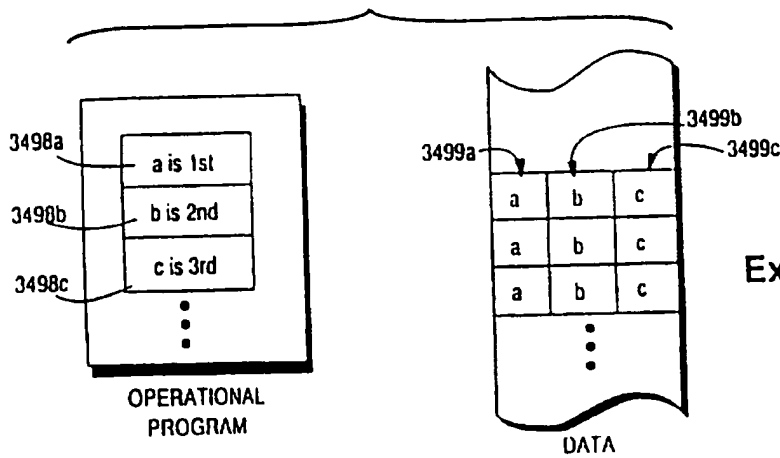 3498a
a is 1st
3498b
b is 2nd
3498c
c is 3rd
OPERATIONAL
PROGRAM
3499a
3499b
3499c
a b c
a b c
a b c
DATA
Ex